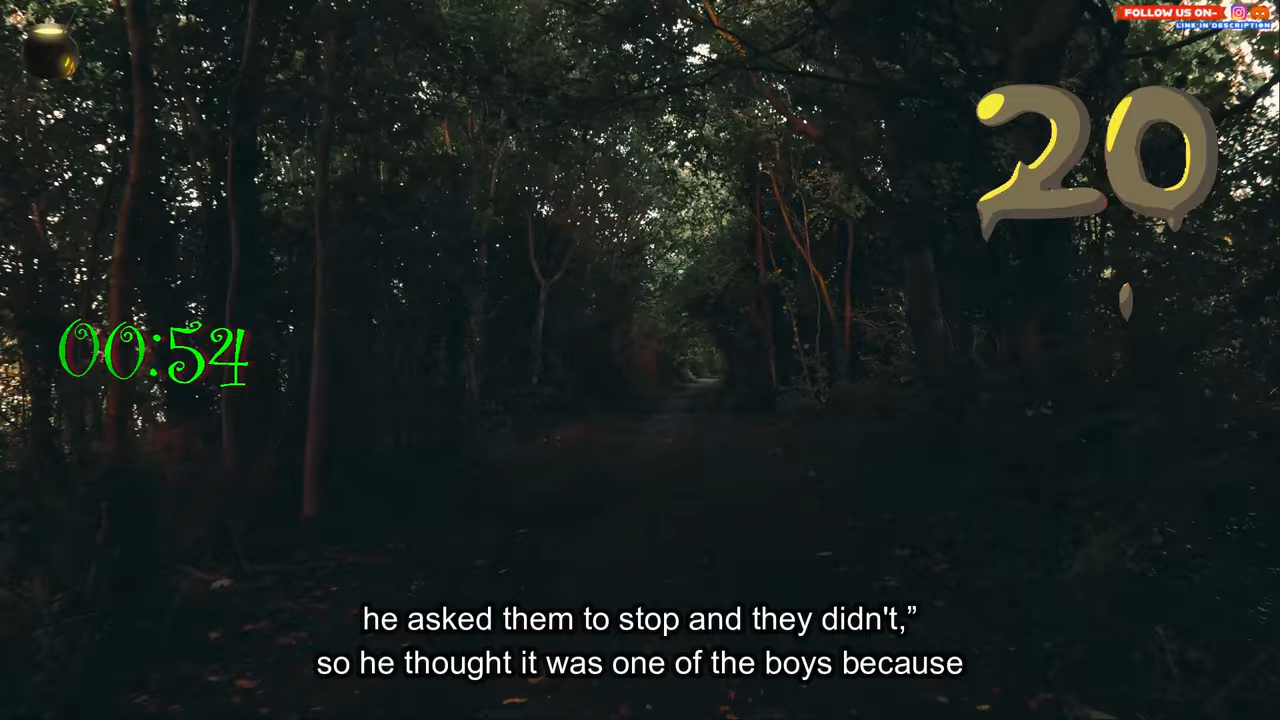 FOLLOW US ON-
LINK IN DESCRIPTION
20
00:54
he asked them to stop and they didn't,”
so he thought it was one of the boys because